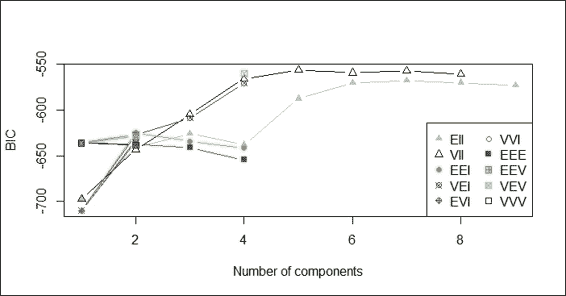 BIC
-550
-600
-650
-700
2
4
6
8
Number of components
EII
VII
EEI
VEI
EVI
VVI
EEE
EEV
VEV
VVV